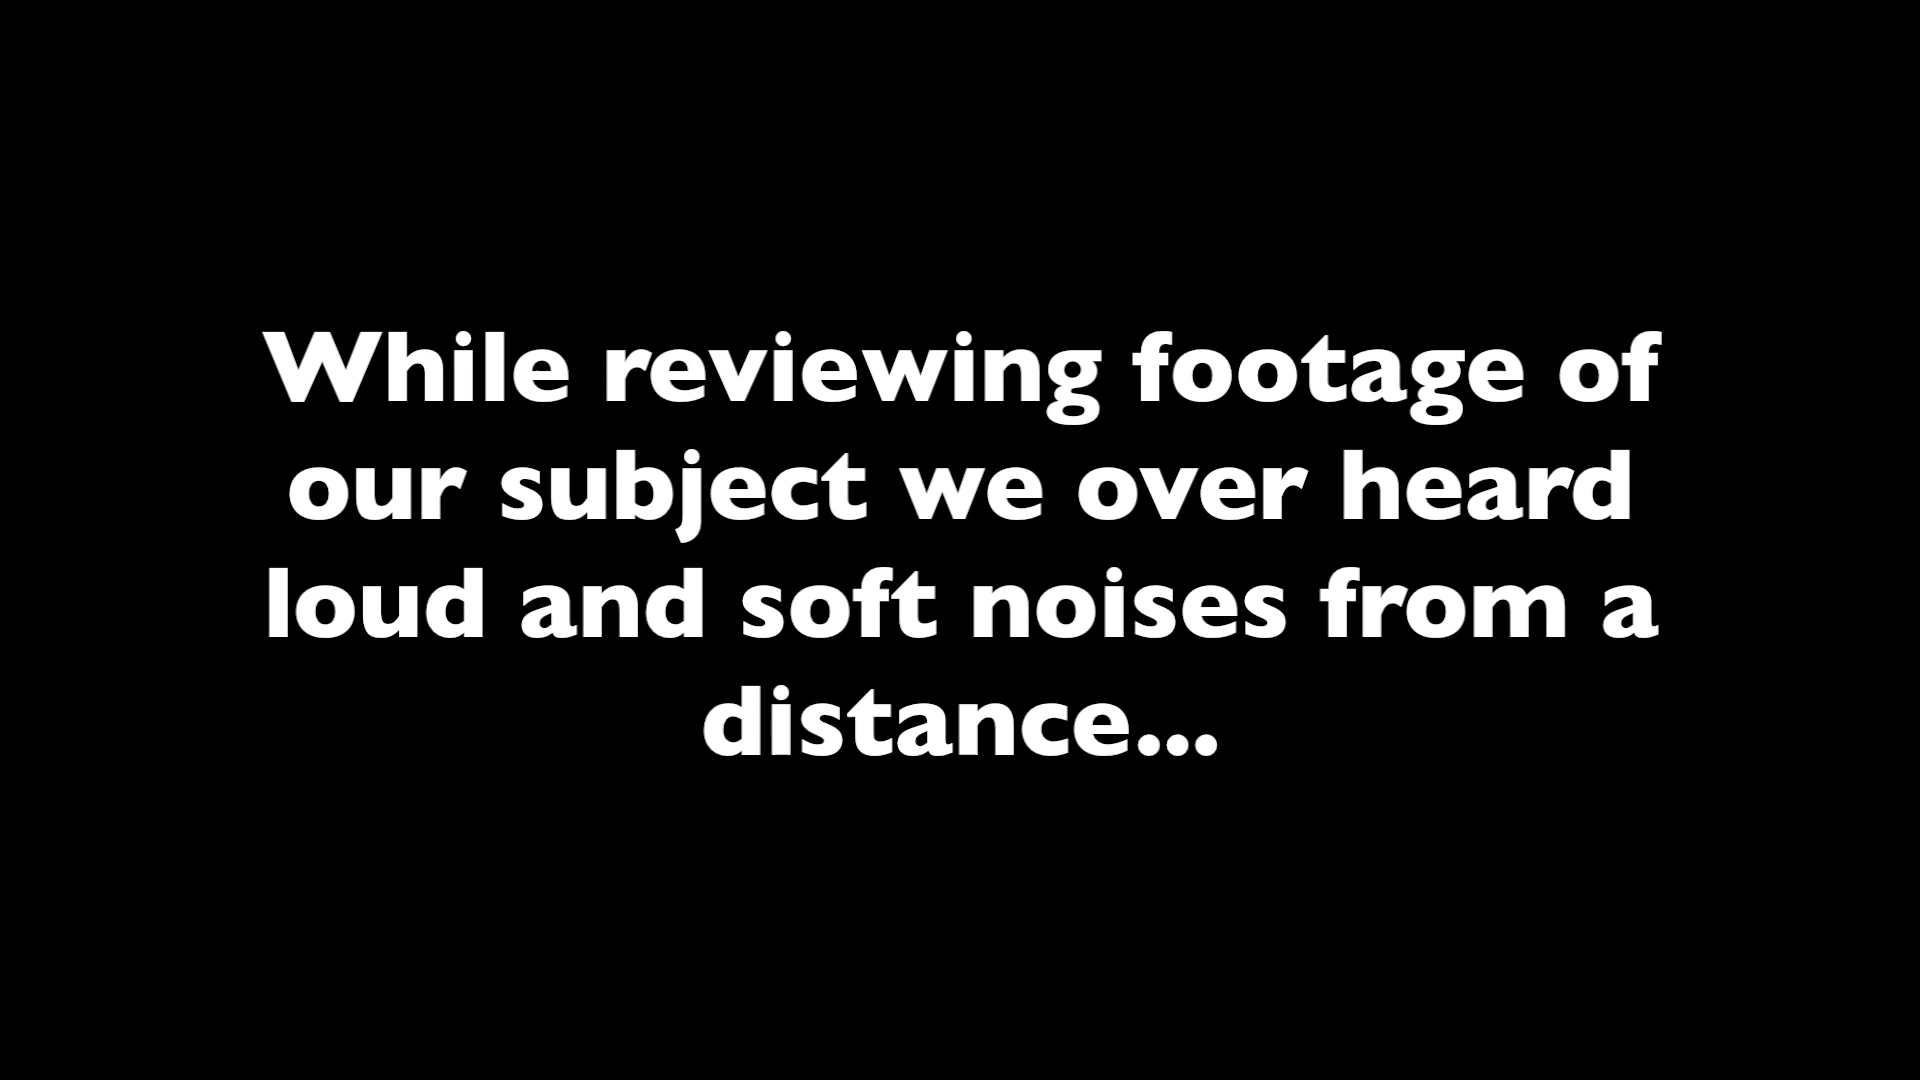 While reviewing footage of
our subject we over heard
loud and soft noises from a
distance...